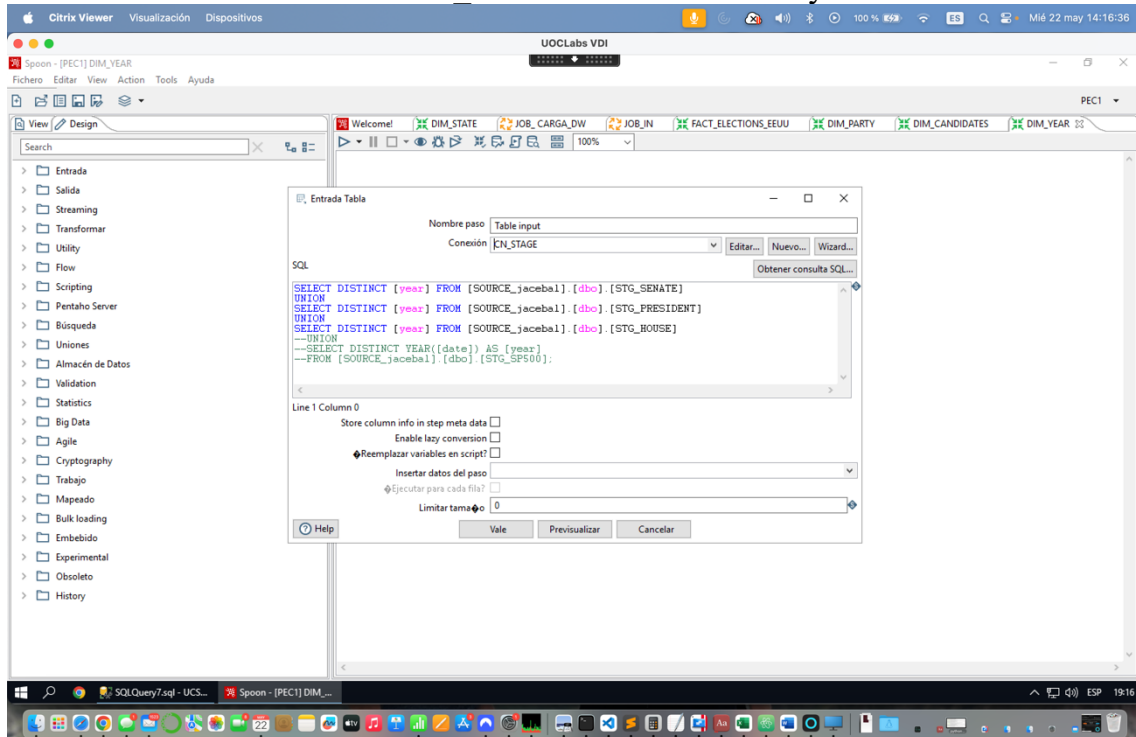 Citrix Viewer Visualización Dispositivos 100 % ES Mié 22 may 14:16:36
UOCLabs VDI
Spoon - [PEC1] DIM_YEAR
Fichero Editar View Action Tools Ayuda
PEC1
View Design
Welcome! DIM_STATE JOB_ CARGA_DW JOB_IN FACT_ELECTIONS_EEUU DIM_PARTY DIM_CANDIDATES DIM_YEAR
Search
100%
Entrada
Salida
Streaming
Transformar
Utility
Flow
Scripting
Pentaho Server
Búsqueda
Uniones
Almacén de Datos
Validation
Statistics
Big Data
Agile
Cryptography
Trabajo
Mapeado
Bulk loading
Embebido
Experimental
Obsoleto
History
Entrada Tabla
Nombre paso Table input
Conexión CN_STAGE Editar... Nuevo... Wizard...
SQL Obtener consulta SQL...
SELECT DISTINCT [year] FROM [SOURCE_jacebal].[dbo].[STG_SENATE]
UNION
SELECT DISTINCT [year] FROM [SOURCE_jacebal].[dbo].[STG_PRESIDENT]
UNION
SELECT DISTINCT [year] FROM [SOURCE_jacebal].[dbo].[STG_HOUSE]
--UNION
--SELECT DISTINCT YEAR([date]) AS [year]
--FROM [SOURCE_jacebal].[dbo].[STG_SP500];
Line 1 Column 0
Store column info in step meta data
Enable lazy conversion
�Reemplazar variables en script?
Insertar datos del paso
�Ejecutar para cada fila?
Limitar tama�o 0
Help Vale Previsualizar Cancelar
SQLQuery7.sql - UCS... Spoon - [PEC1] DIM_... ESP 19:16
22